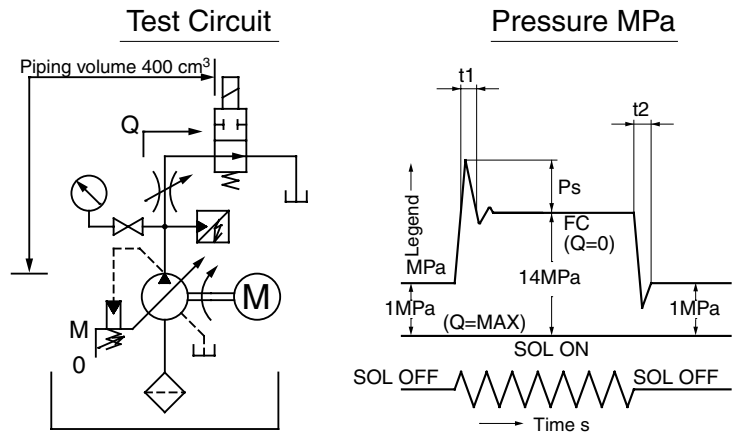 Test Circuit
Piping volume 400 cm³
Q
M
M
0
Pressure MPa
t1
t2
Legend
Ps
FC
(Q=0)
MPa
14MPa
1MPa
1MPa
(Q=MAX)
SOL ON
SOL OFF
SOL OFF
Time s